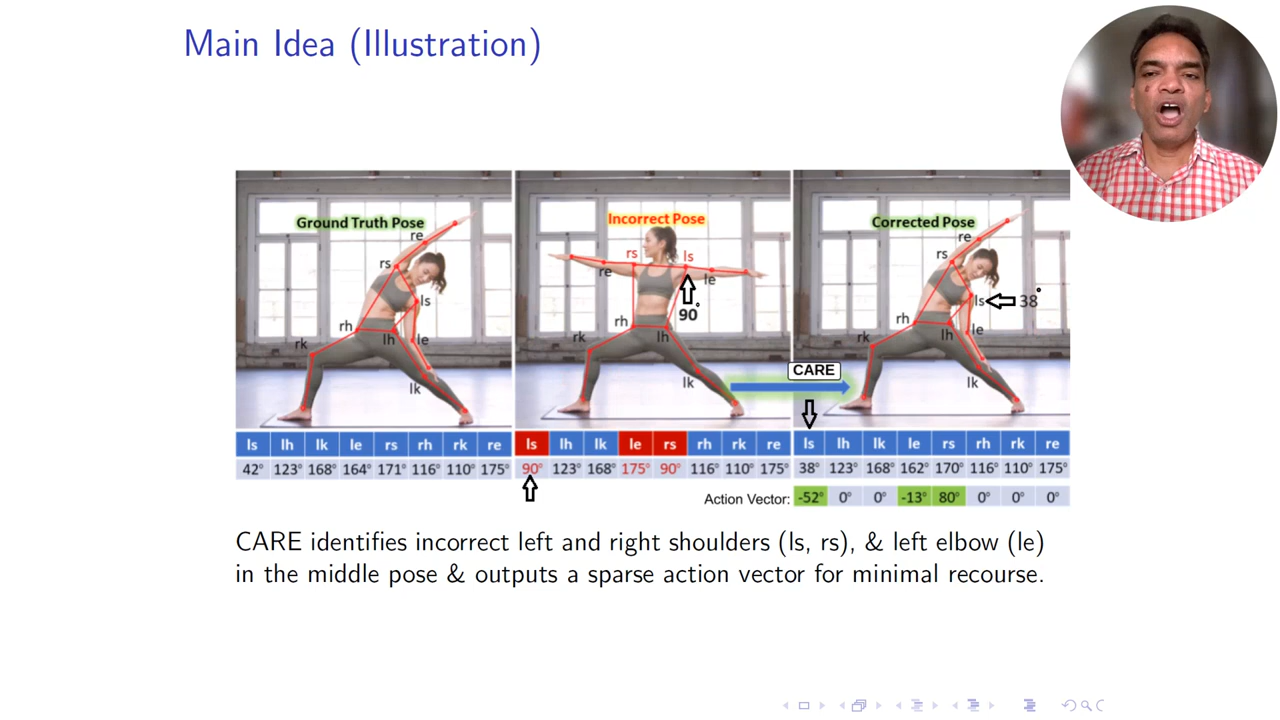 Main Idea (Illustration)
Ground Truth Pose
re
rs
ls
rh
rk
lh
le
lk
Incorrect Pose
rs
ls
re
le
90°
rh
rk
lh
lk
CARE
Corrected Pose
re
rs
ls
38°
rh
le
rk
lh
lk
ls lh lk le rs rh rk re
42° 123° 168° 164° 171° 116° 110° 175°
ls lh lk le rs rh rk re
90° 123° 168° 175° 90° 116° 110° 175°
ls lh lk le rs rh rk re
38° 123° 168° 162° 170° 116° 110° 175°
Action Vector: -52° 0° 0° -13° 80° 0° 0° 0°
CARE identifies incorrect left and right shoulders (ls, rs), & left elbow (le)
in the middle pose & outputs a sparse action vector for minimal recourse.